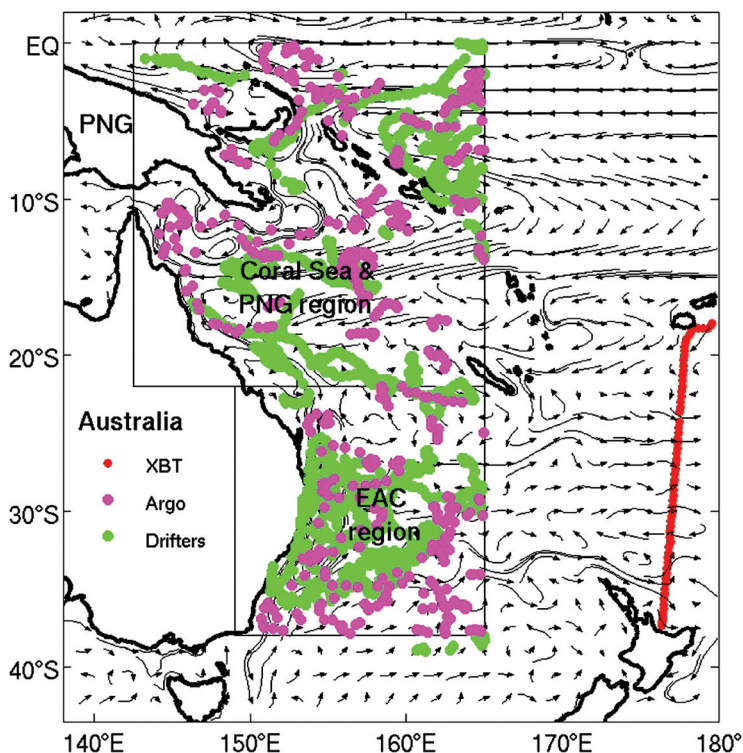 EQ
PNG
10°S
Coral Sea &
PNG region
20°S
Australia
XBT
Argo
Drifters
EAC
region
30°S
40°S
140°E
150°E
160°E
170°E
180°